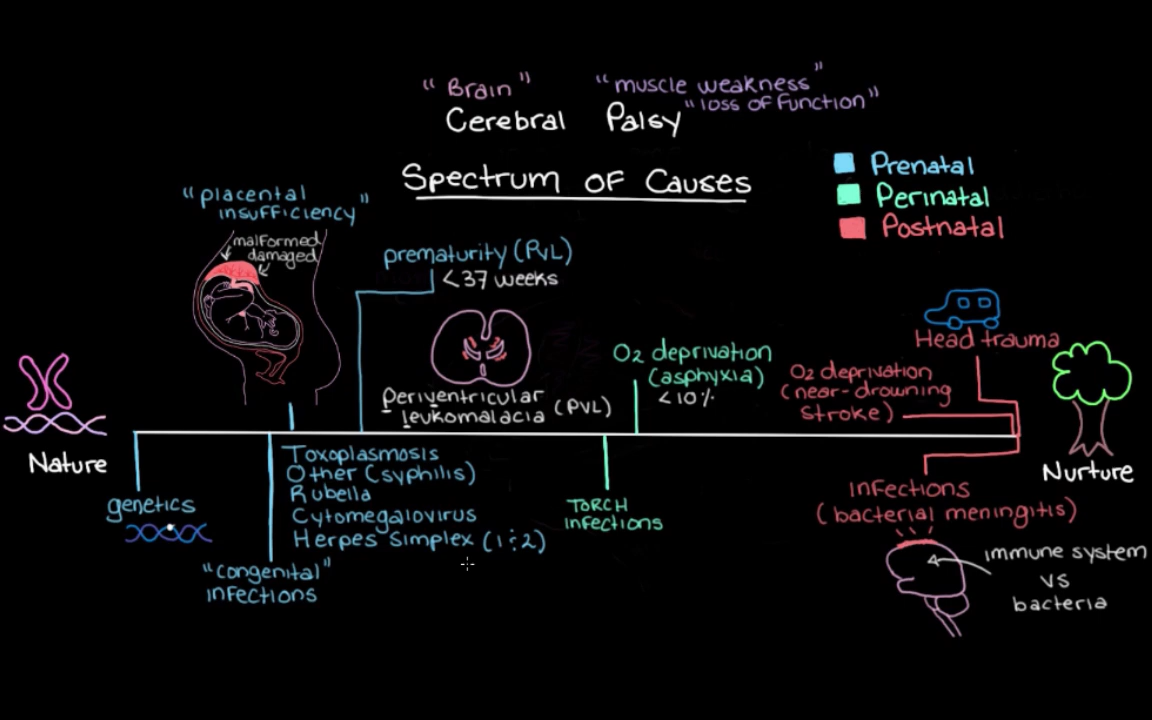 "Brain" "muscle weakness"
"loss of function"
Cerebral Palsy
Spectrum of Causes
Prenatal
Perinatal
Postnatal
"placental
insufficiency"
malformed
damaged
prematurity (PVL)
<37 weeks
Periventricular
leukomalacia (PVL)
O2 deprivation
(asphyxia)
<10%
Head trauma
O2 deprivation
(near-drowning
stroke)
Nature
Nurture
genetics
Toxoplasmosis
Other (syphilis)
Rubella
Cytomegalovirus
Herpes Simplex (1÷2)
"congenital"
infections
TORCH
infections
infections
(bacterial meningitis)
immune system
vs
bacteria